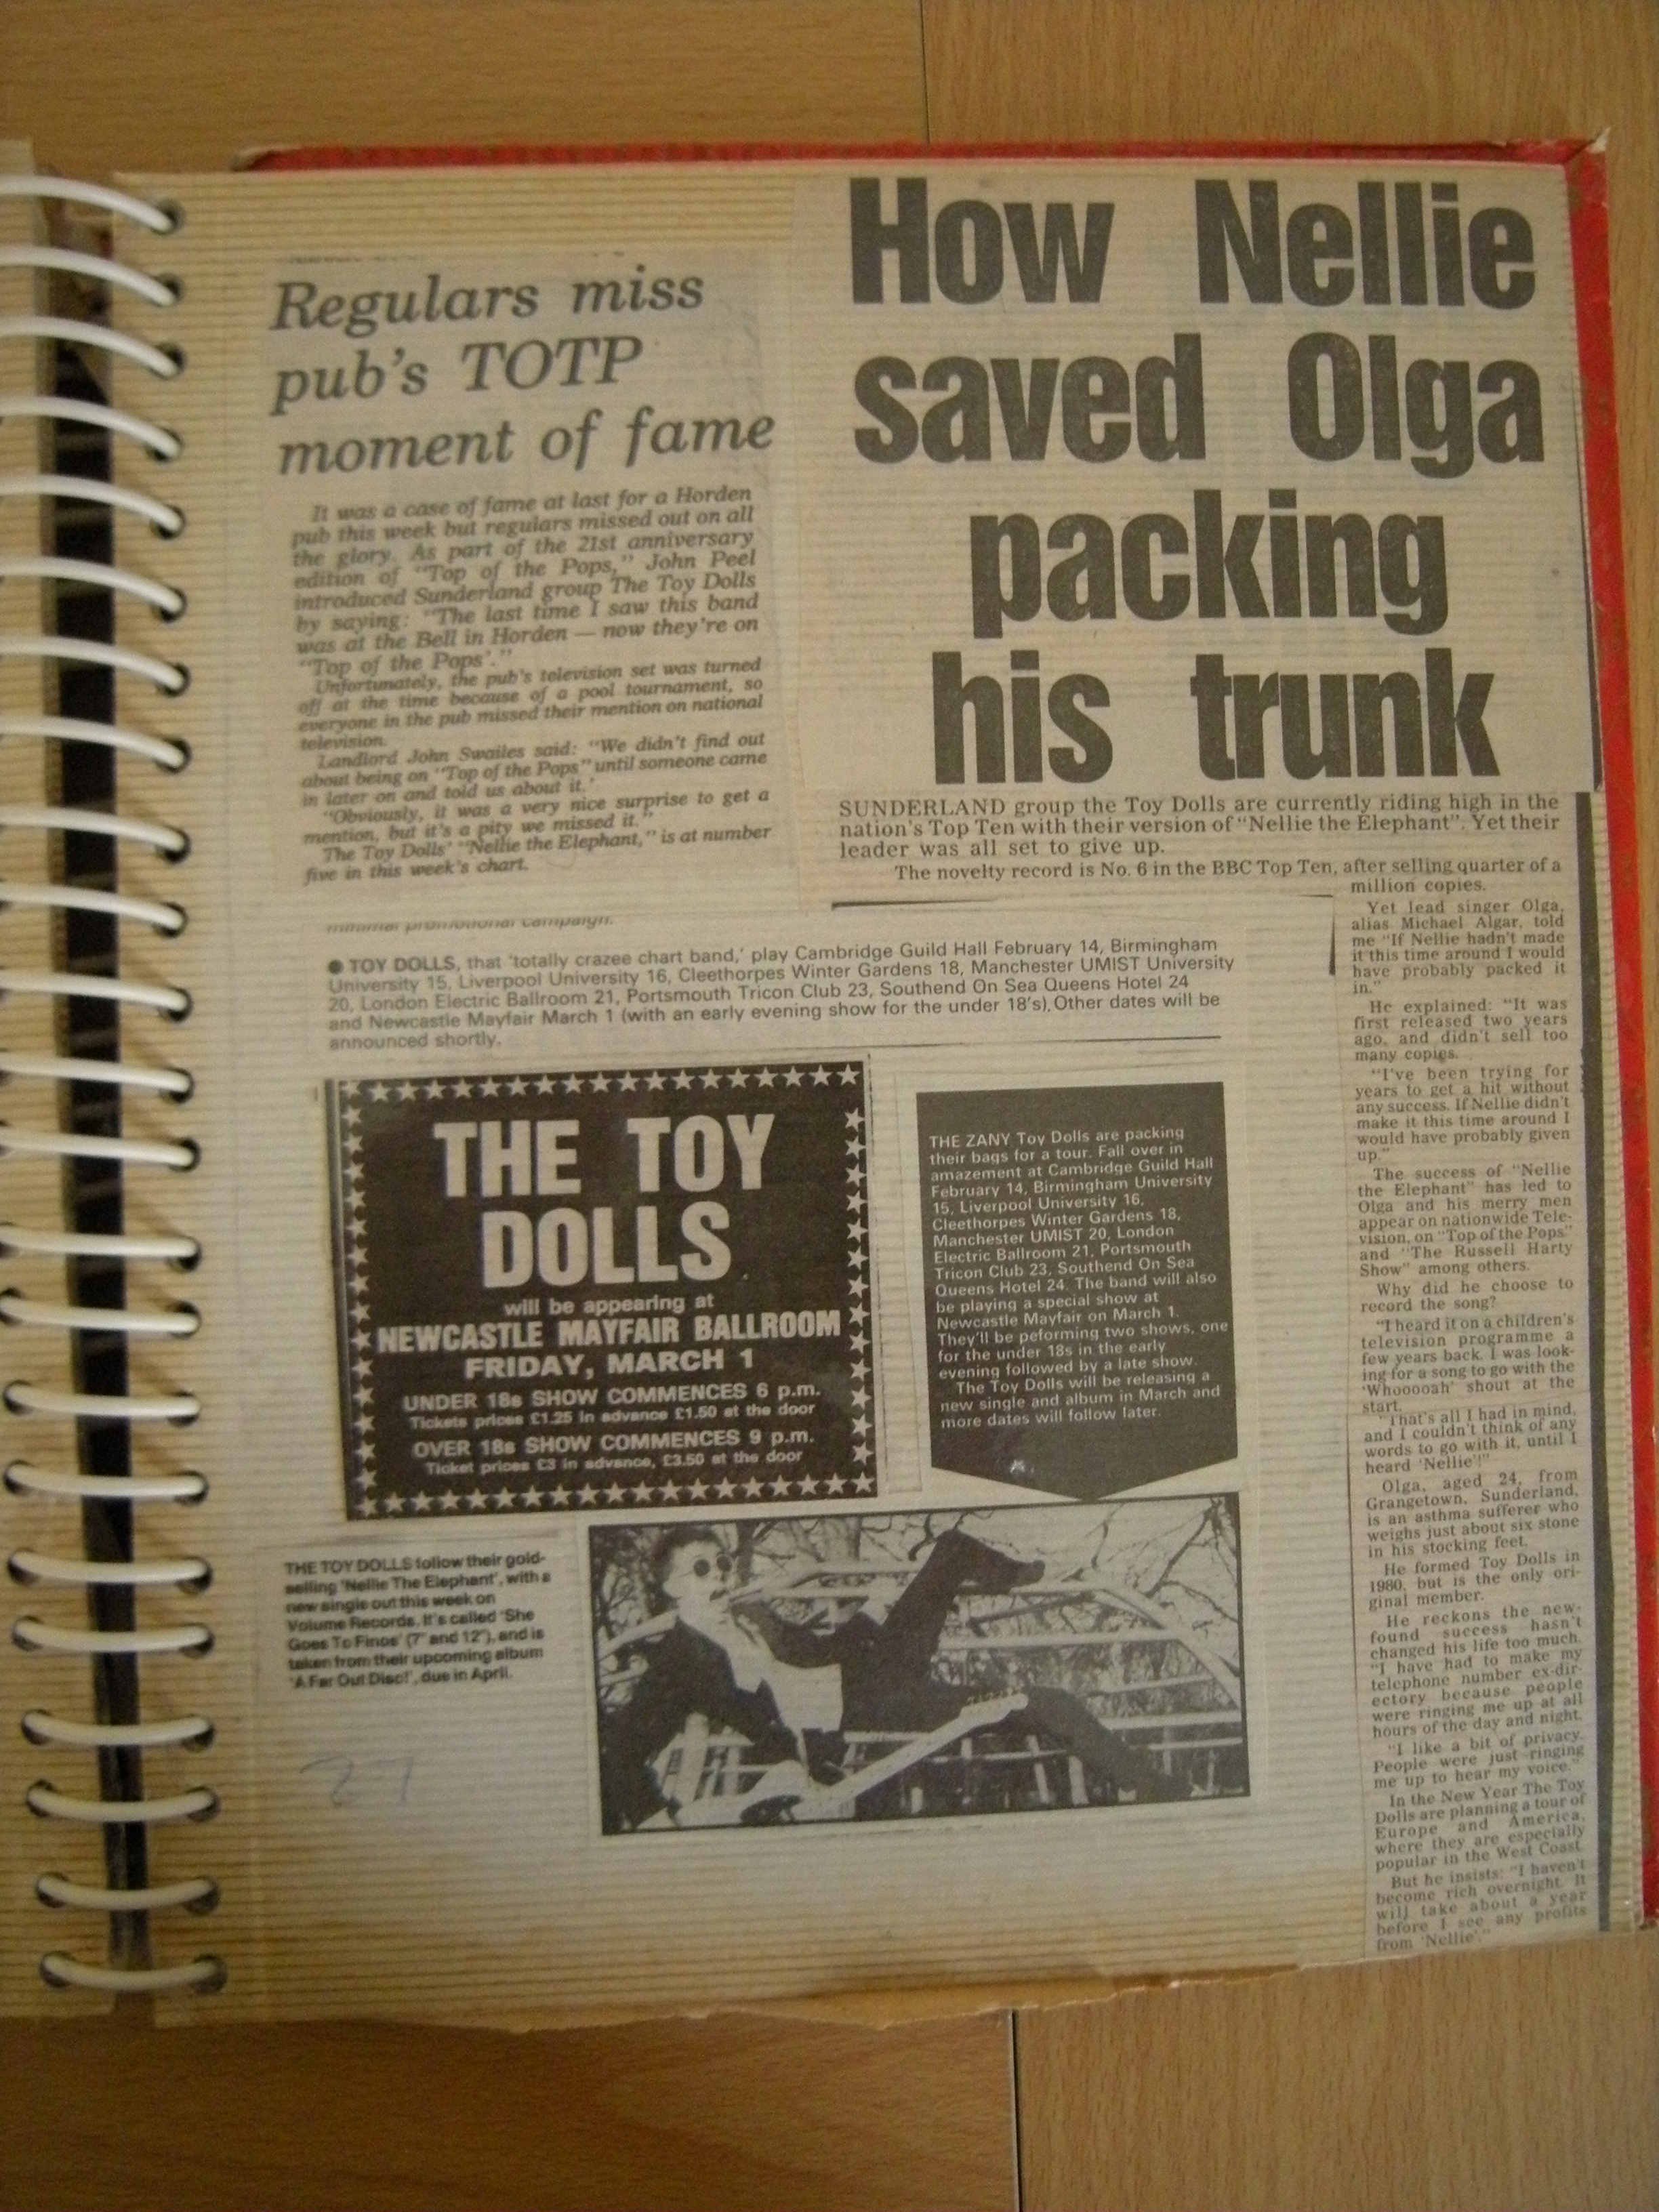 Regulars miss
pub's TOTP
moment of fame
It was a case of fame at last for a Horden
pub this week but regulars missed out on all
the glory. As part of the 21st anniversary
edition of "Top of the Pops," John Peel
introduced Sunderland group The Toy Dolls
by saying: "The last time I saw this band
was at the Bell in Horden — now they're on
"Top of the Pops'."
Unfortunately, the pub's television set was turned
off at the time because of a pool tournament, so
everyone in the pub missed their mention on national
television.
Landlord John Swailes said: "We didn't find out
about being on "Top of the Pops" until someone came
in later on and told us about it.'
"Obviously, it was a very nice surprise to get a
mention, but it's a pity we missed it."
The Toy Dolls' "Nellie the Elephant," is at number
five in this week's chart.
How Nellie
saved Olga
packing
his trunk
SUNDERLAND group the Toy Dolls are currently riding high in the
nation's Top Ten with their version of "Nellie the Elephant". Yet their
leader was all set to give up.
The novelty record is No. 6 in the BBC Top Ten, after selling quarter of a
million copies.
Yet lead singer Olga,
alias Michael Algar, told
me "If Nellie hadn't made
it this time around I would
have probably packed it
in."
He explained: "It was
first released two years
ago, and didn't sell too
many copies.
"I've been trying for
years to get a hit without
any success. If Nellie didn't
make it this time around I
would have probably given
up."
The success of "Nellie
the Elephant" has led to
Olga and his merry men
appear on nationwide Tele-
vision, on "Top of the Pops"
and "The Russell Harty
Show" among others.
Why did he choose to
record the song?
"I heard it on a children's
television programme a
few years back. I was look-
ing for a song to go with the
'Whooooah' shout at the
start.
"That's all I had in mind,
and I couldn't think of any
words to go with it, until I
heard 'Nellie'!"
Olga, aged 24, from
Grangetown, Sunderland,
is an asthma sufferer who
weighs just about six stone
in his stocking feet.
He formed Toy Dolls in
1980, but is the only ori-
ginal member.
He reckons the new-
found success hasn't
changed his life too much.
"I have had to make my
telephone number ex-dir-
ectory because people
were ringing me up at all
hours of the day and night.
"I like a bit of privacy.
People were just ringing
me up to hear my voice."
In the New Year The Toy
Dolls are planning a tour of
Europe and America,
where they are especially
popular in the West Coast.
But he insists: "I haven't
become rich overnight. It
will take about a year
before I see any profits
from 'Nellie'."
minimal promotional campaign.
● TOY DOLLS, that 'totally crazee chart band,' play Cambridge Guild Hall February 14, Birmingham
University 15, Liverpool University 16, Cleethorpes Winter Gardens 18, Manchester UMIST University
20, London Electric Ballroom 21, Portsmouth Tricon Club 23, Southend On Sea Queens Hotel 24
and Newcastle Mayfair March 1 (with an early evening show for the under 18's). Other dates will be
announced shortly.
THE TOY
DOLLS
will be appearing at
NEWCASTLE MAYFAIR BALLROOM
FRIDAY, MARCH 1
UNDER 18s SHOW COMMENCES 6 p.m.
Tickets prices £1.25 in advance £1.50 at the door
OVER 18s SHOW COMMENCES 9 p.m.
Ticket prices £3 in advance, £3.50 at the door
THE ZANY Toy Dolls are packing
their bags for a tour. Fall over in
amazement at Cambridge Guild Hall
February 14, Birmingham University
15, Liverpool University 16,
Cleethorpes Winter Gardens 18,
Manchester UMIST 20, London
Electric Ballroom 21, Portsmouth
Tricon Club 23, Southend On Sea
Queens Hotel 24. The band will also
be playing a special show at
Newcastle Mayfair on March 1.
They'll be peforming two shows, one
for the under 18s in the early
evening followed by a late show.
The Toy Dolls will be releasing a
new single and album in March and
more dates will follow later.
THE TOY DOLLS follow their gold-
selling 'Nellie The Elephant', with a
new single out this week on
Volume Records. It's called 'She
Goes To Finos' (7" and 12"), and is
taken from their upcoming album
'A Far Out Disc!', due in April.
27